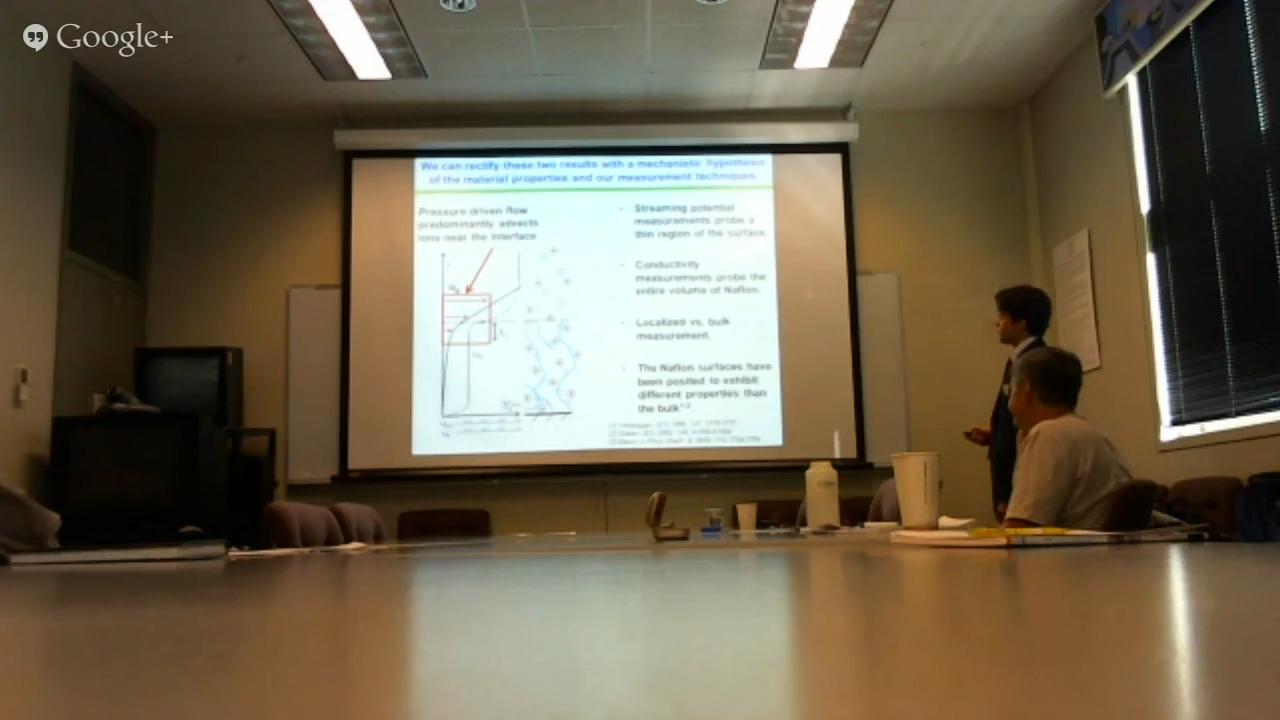 Google+
We can rectify these two results with a mechanistic hypothesis
of the material properties and our measurement techniques.
Pressure driven flow
predominantly advects
ions near the interface
- Streaming potential
measurements probe a
thin region of the surface.
- Conductivity
measurements probe the
entire volume of Nafion.
- Localized vs. bulk
measurement.
- The Nafion surfaces have
been posited to exhibit
different properties than
the bulk